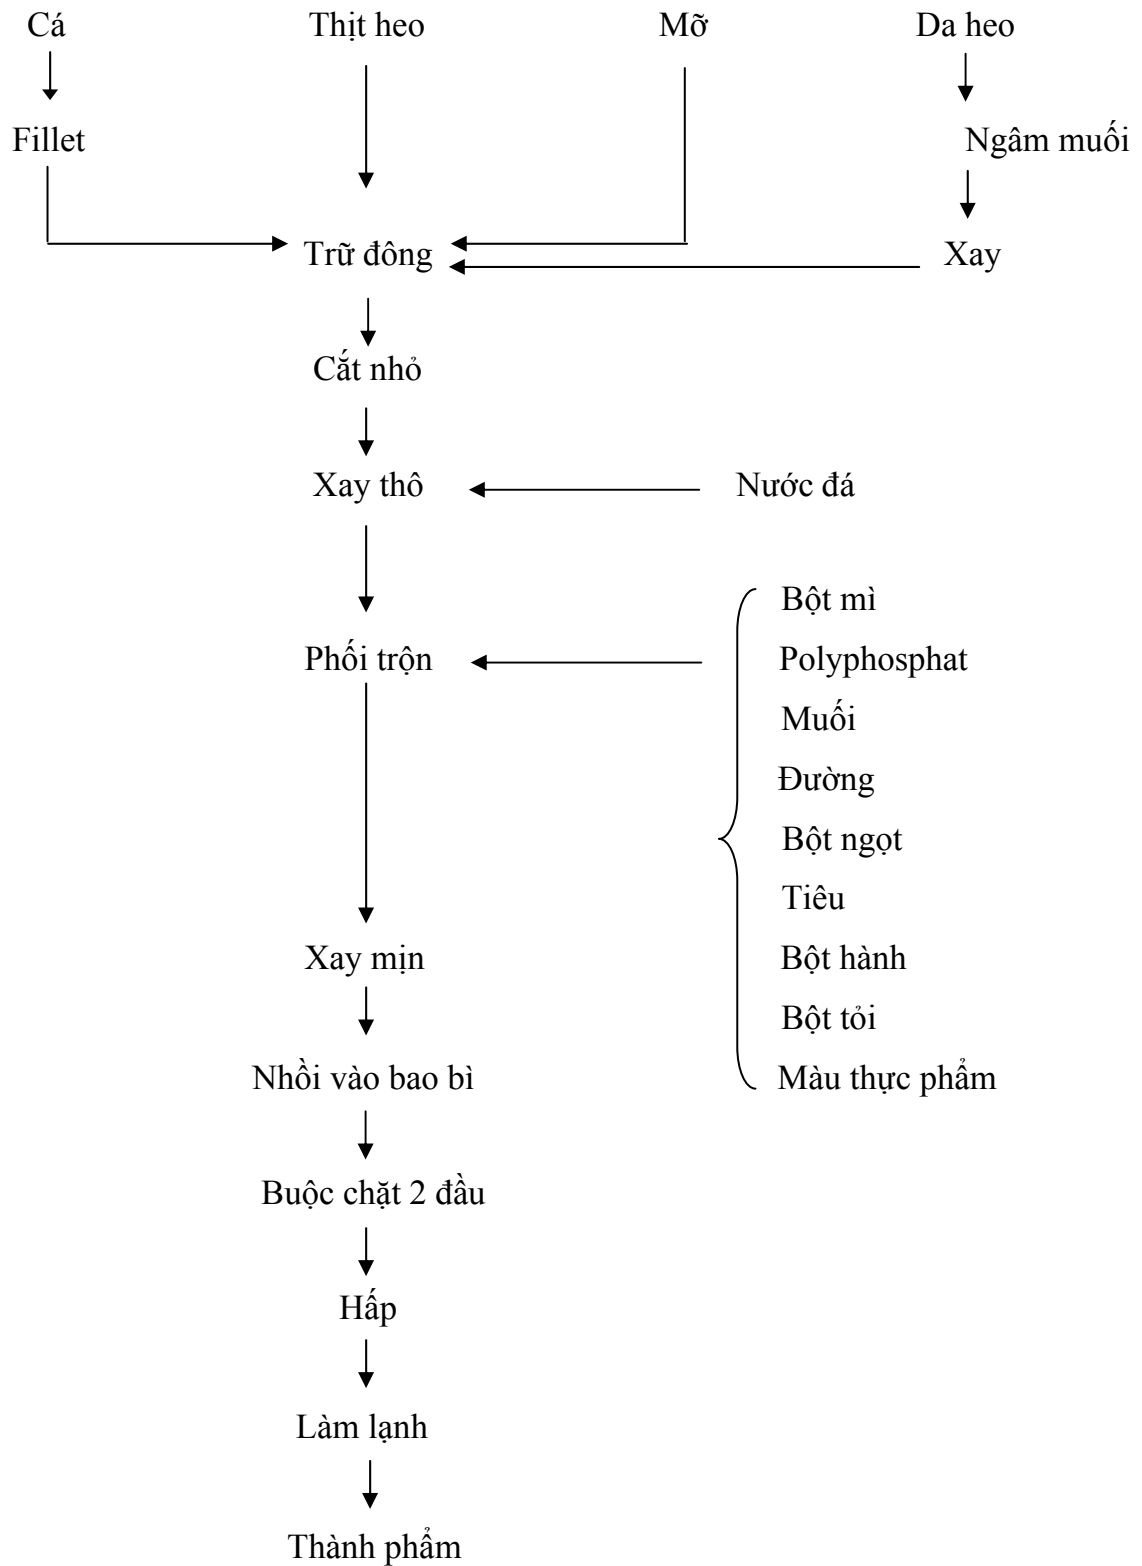 Cá Thịt heo Mỡ Da heo
Fillet Ngâm muối
Trữ đông Xay
Cắt nhỏ
Xay thô Nước đá
Bột mì
Phối trộn Polyphosphat
Muối
Đường
Bột ngọt
Tiêu
Xay mịn Bột hành
Bột tỏi
Nhồi vào bao bì Màu thực phẩm
Buộc chặt 2 đầu
Hấp
Làm lạnh
Thành phẩm